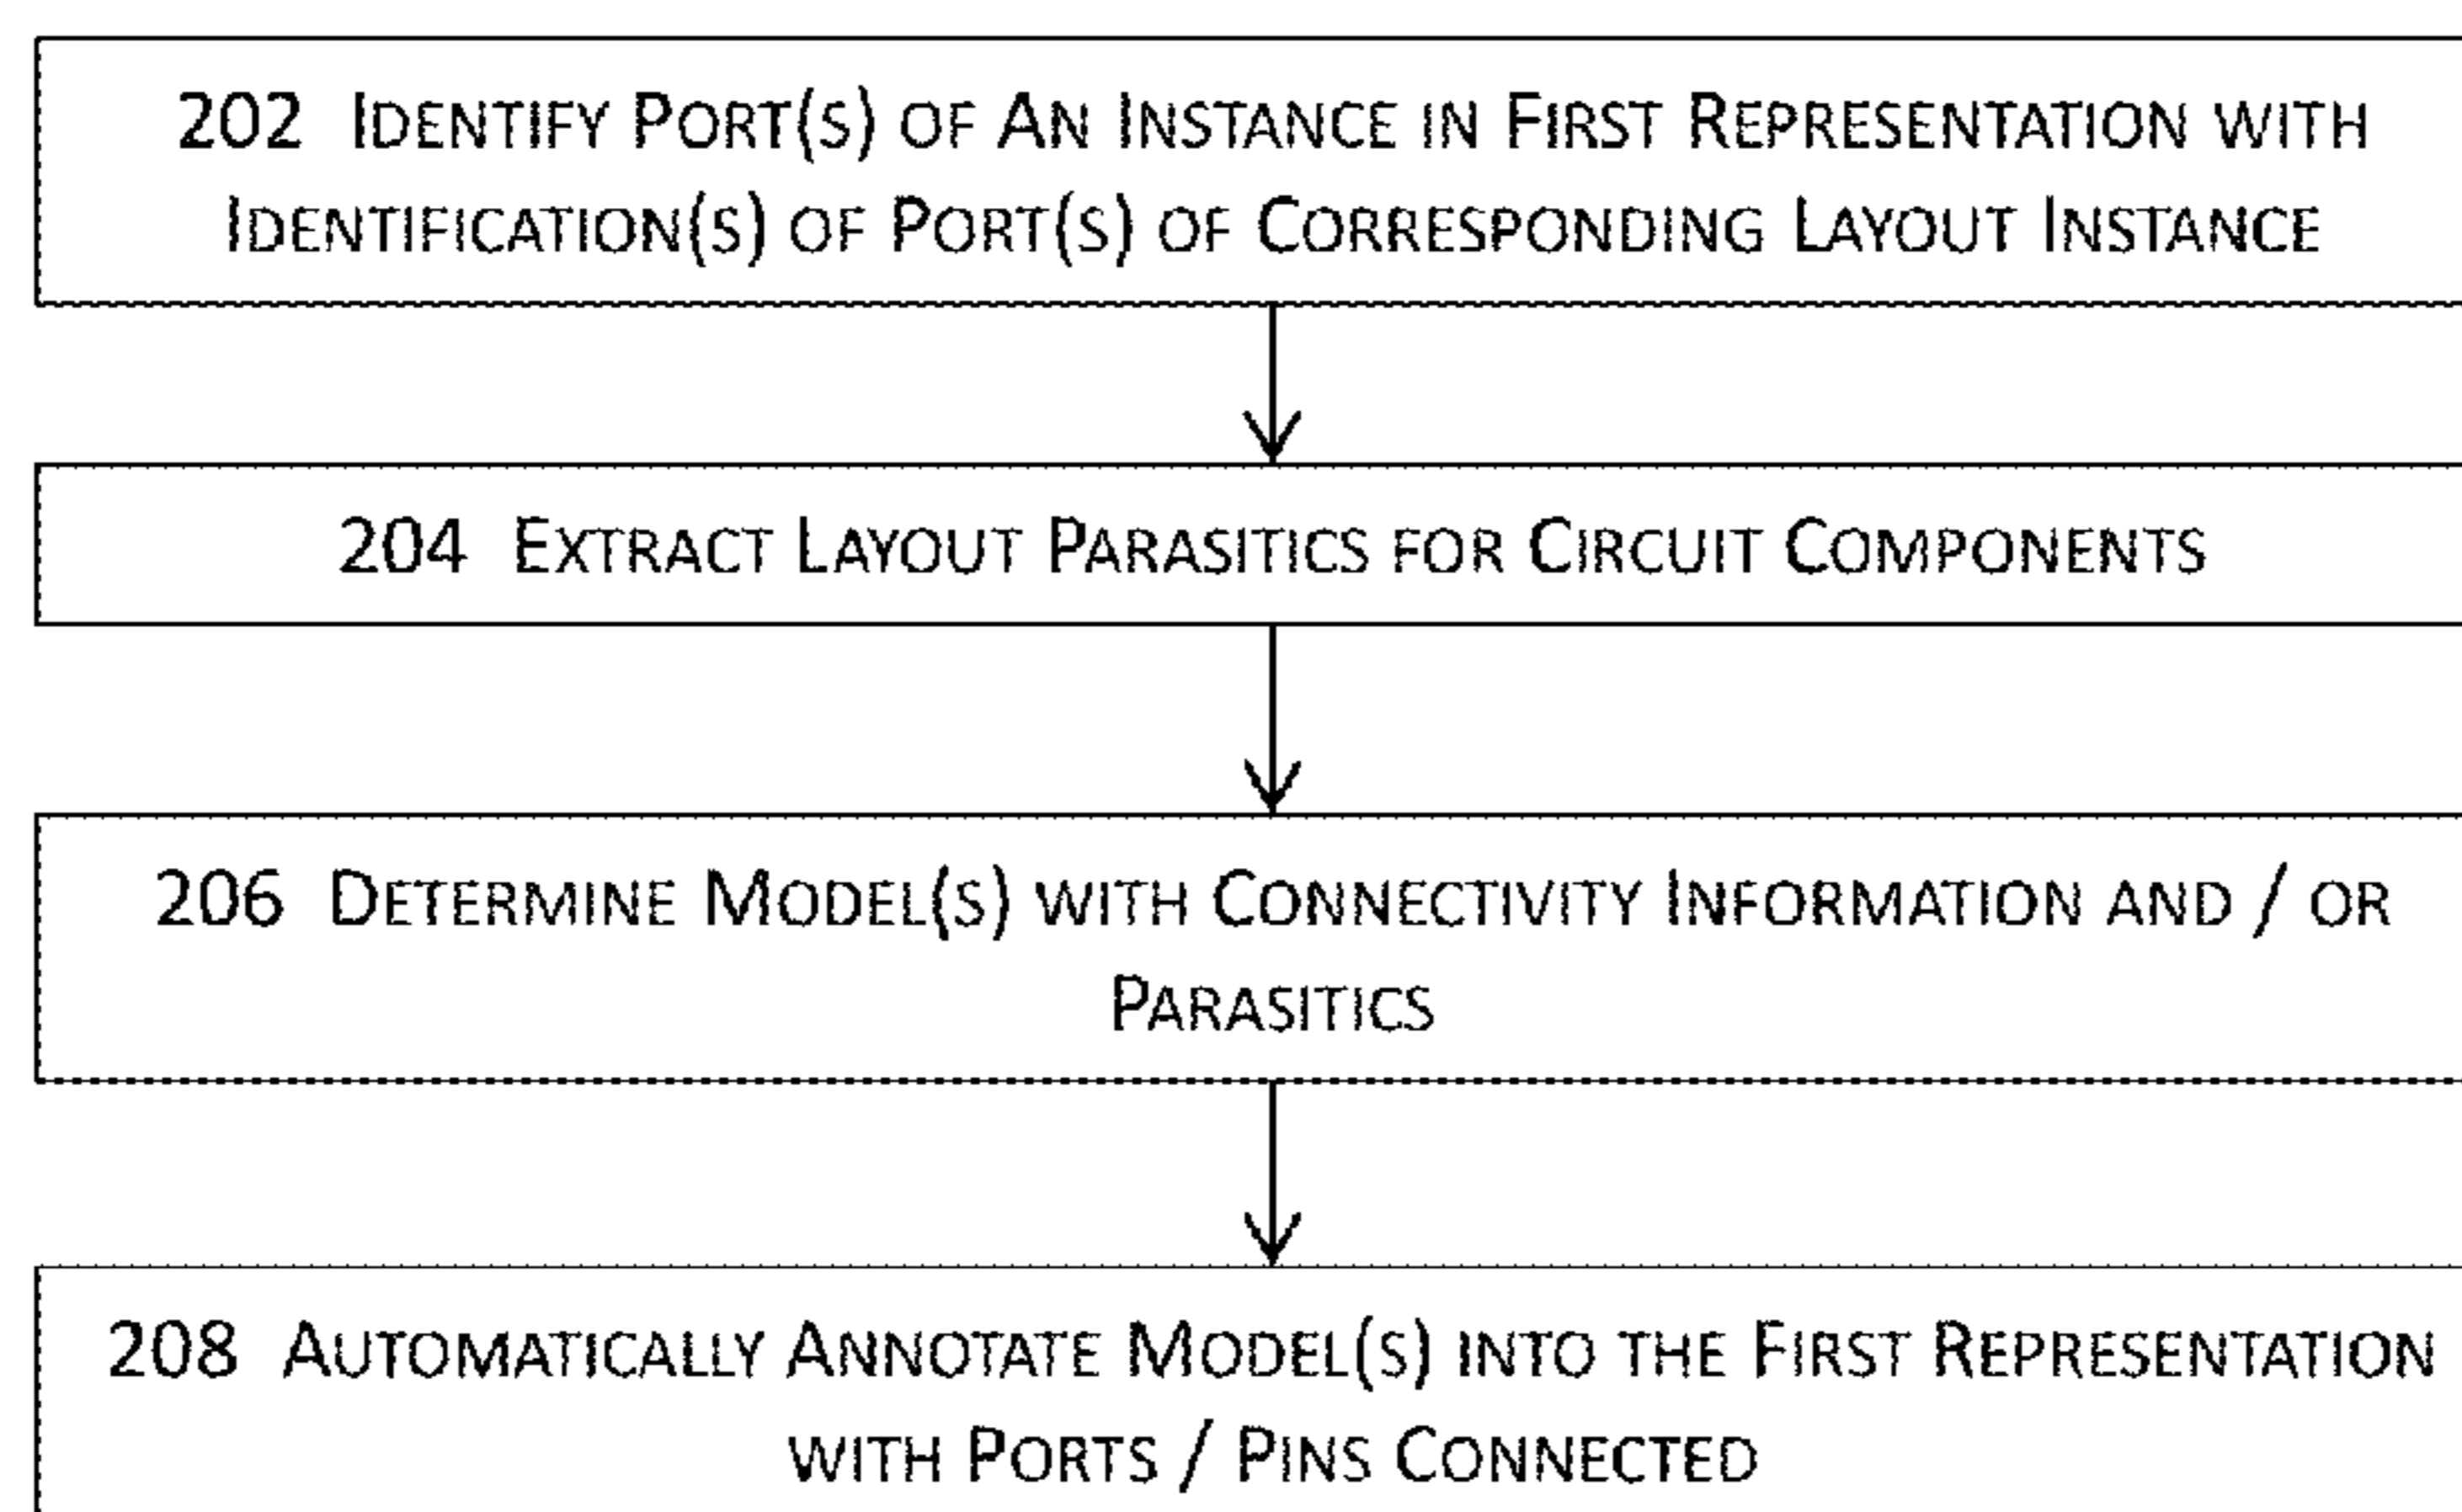 202 Identify Port(s) of An Instance in First Representation with
Identification(s) of Port(s) of Corresponding Layout Instance
204 Extract Layout Parasitics for Circuit Components
206 Determine Model(s) with Connectivity Information and / or
Parasitics
208 Automatically Annotate Model(s) into the First Representation
with Ports / Pins Connected